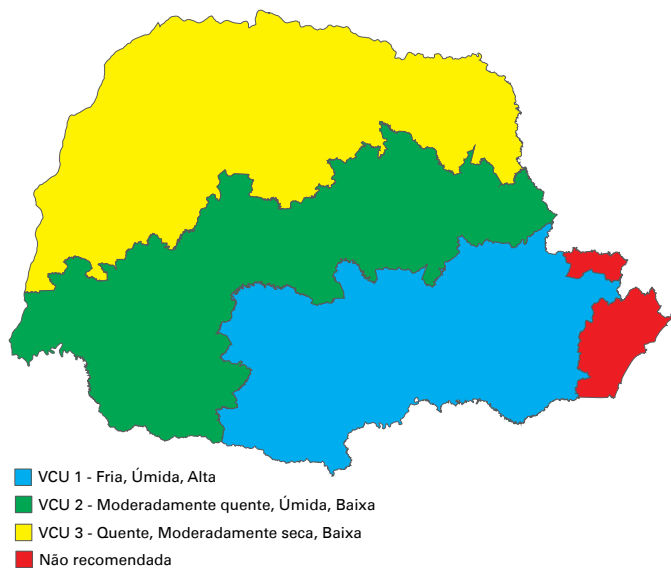 VCU 1 - Fria, Úmida, Alta
VCU 2 - Moderadamente quente, Úmida, Baixa
VCU 3 - Quente, Moderadamente seca, Baixa
Não recomendada